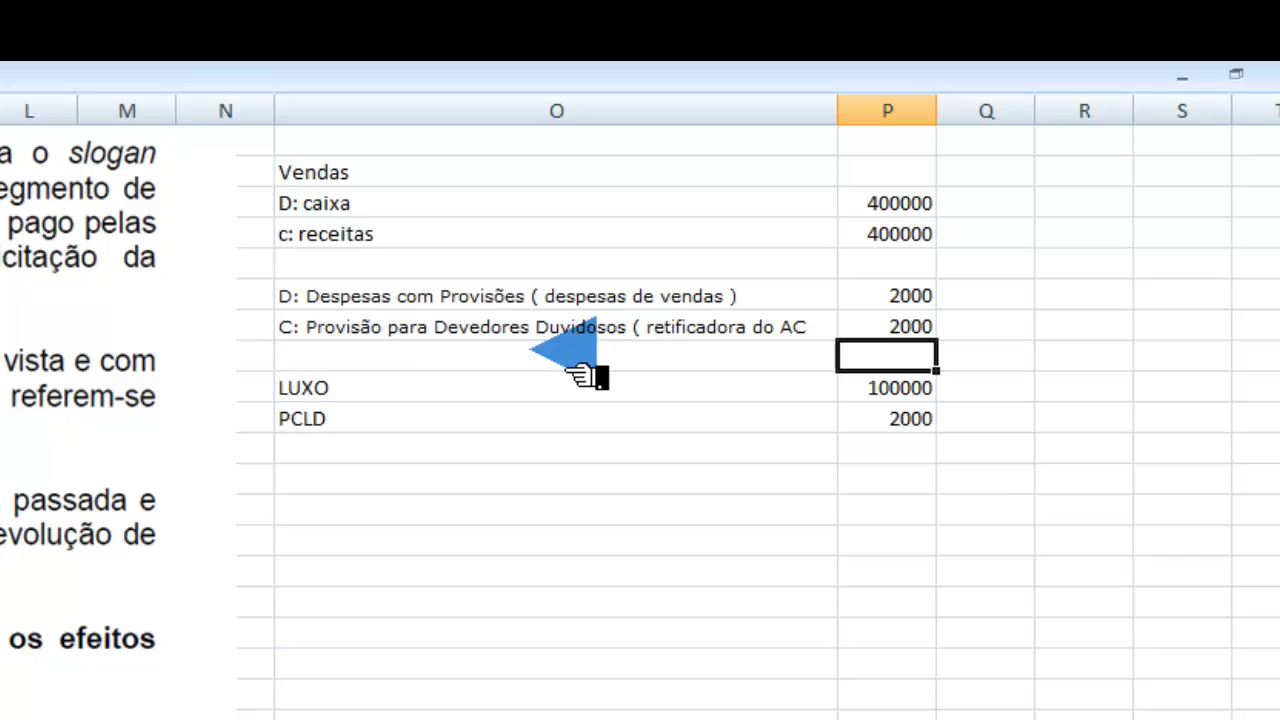 L M N O P Q R S T
a o slogan
egmento de
pago pelas
citação da
vista e com
referem-se
passada e
evolução de
os efeitos
Vendas
D: caixa 400000
c: receitas 400000
D: Despesas com Provisões ( despesas de vendas ) 2000
C: Provisão para Devedores Duvidosos ( retificadora do AC 2000
LUXO 100000
PCLD 2000